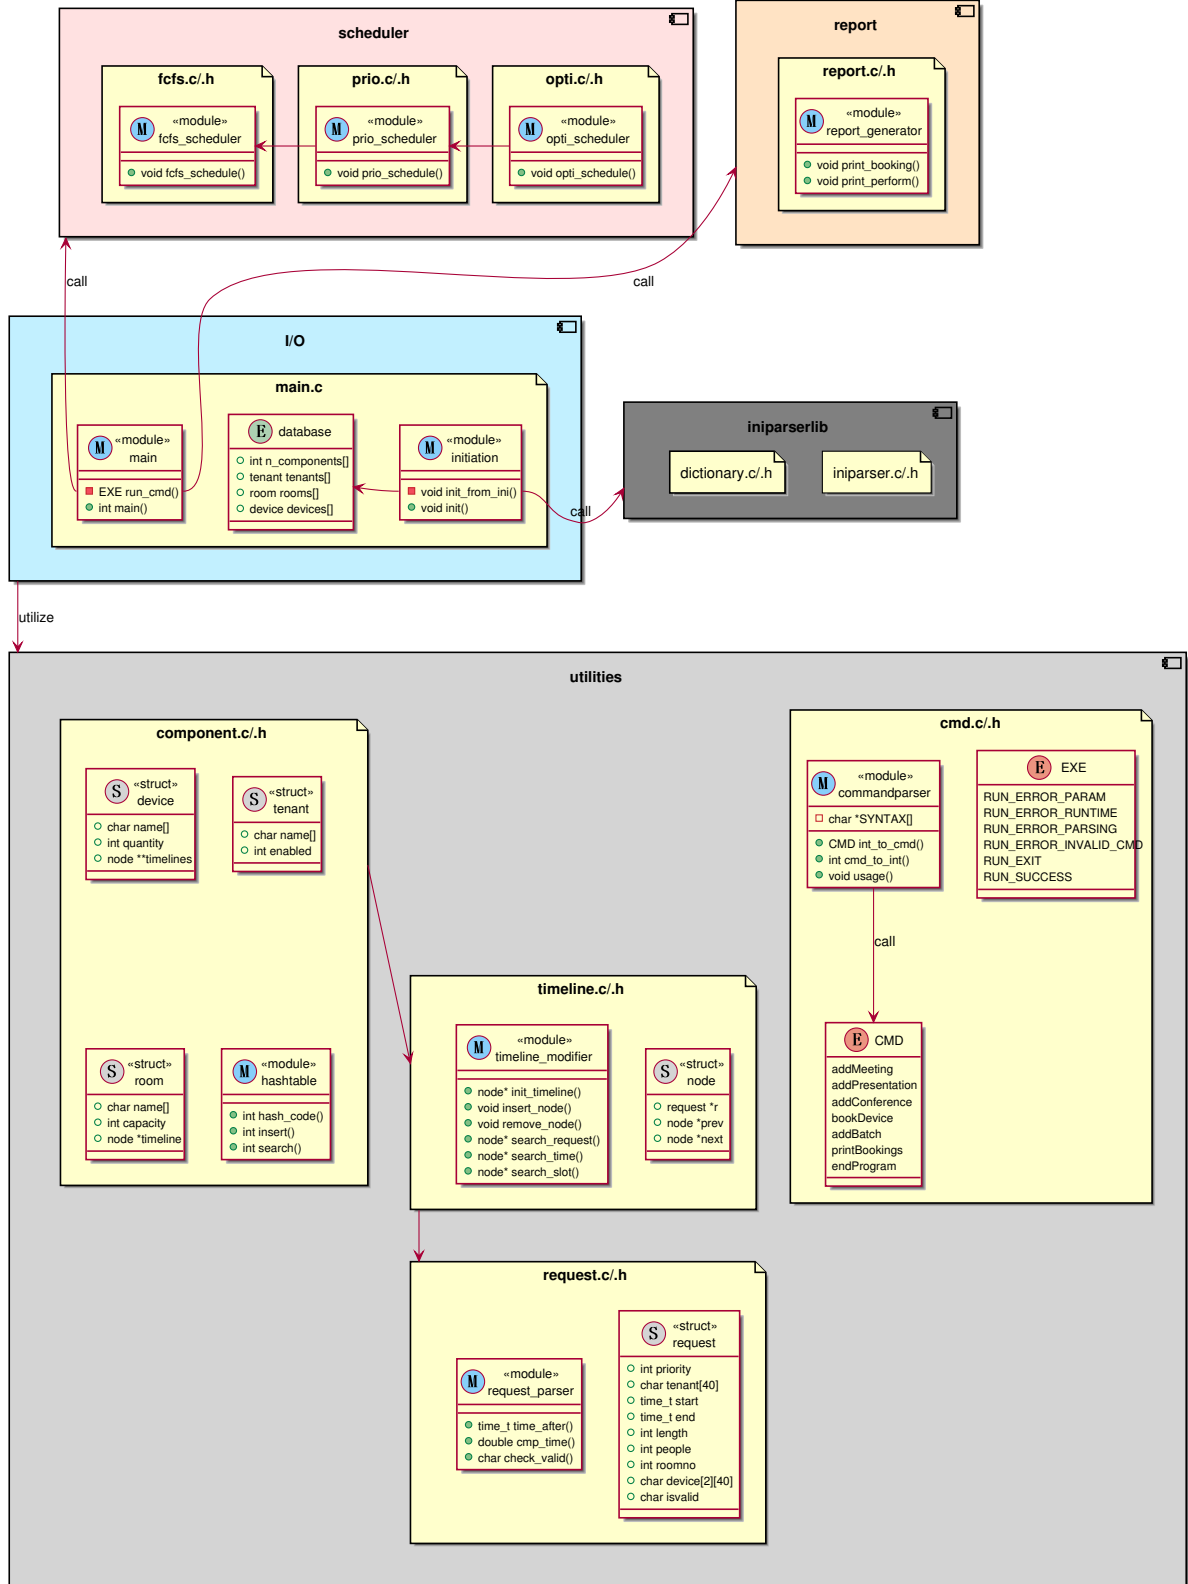 scheduler
fcfs.c/.h
«module»
fcfs_scheduler
void fcfs_schedule()
prio.c/.h
«module»
prio_scheduler
void prio_schedule()
opti.c/.h
«module»
opti_scheduler
void opti_schedule()
report
report.c/.h
«module»
report_generator
void print_booking()
void print_perform()
call
call
I/O
main.c
«module»
main
EXE run_cmd()
int main()
database
int n_components[]
tenant tenants[]
room rooms[]
device devices[]
«module»
initiation
void init_from_ini()
void init()
call
iniparserlib
dictionary.c/.h
iniparser.c/.h
utilize
utilities
component.c/.h
«struct»
device
char name[]
int quantity
node **timelines
«struct»
tenant
char name[]
int enabled
«struct»
room
char name[]
int capacity
node *timeline
«module»
hashtable
int hash_code()
int insert()
int search()
cmd.c/.h
«module»
commandparser
char *SYNTAX[]
CMD int_to_cmd()
int cmd_to_int()
void usage()
EXE
RUN_ERROR_PARAM
RUN_ERROR_RUNTIME
RUN_ERROR_PARSING
RUN_ERROR_INVALID_CMD
RUN_EXIT
RUN_SUCCESS
call
CMD
addMeeting
addPresentation
addConference
bookDevice
addBatch
printBookings
endProgram
timeline.c/.h
«module»
timeline_modifier
node* init_timeline()
void insert_node()
void remove_node()
node* search_request()
node* search_time()
node* search_slot()
«struct»
node
request *r
node *prev
node *next
request.c/.h
«module»
request_parser
time_t time_after()
double cmp_time()
char check_valid()
«struct»
request
int priority
char tenant[40]
time_t start
time_t end
int length
int people
int roomno
char device[2][40]
char isvalid